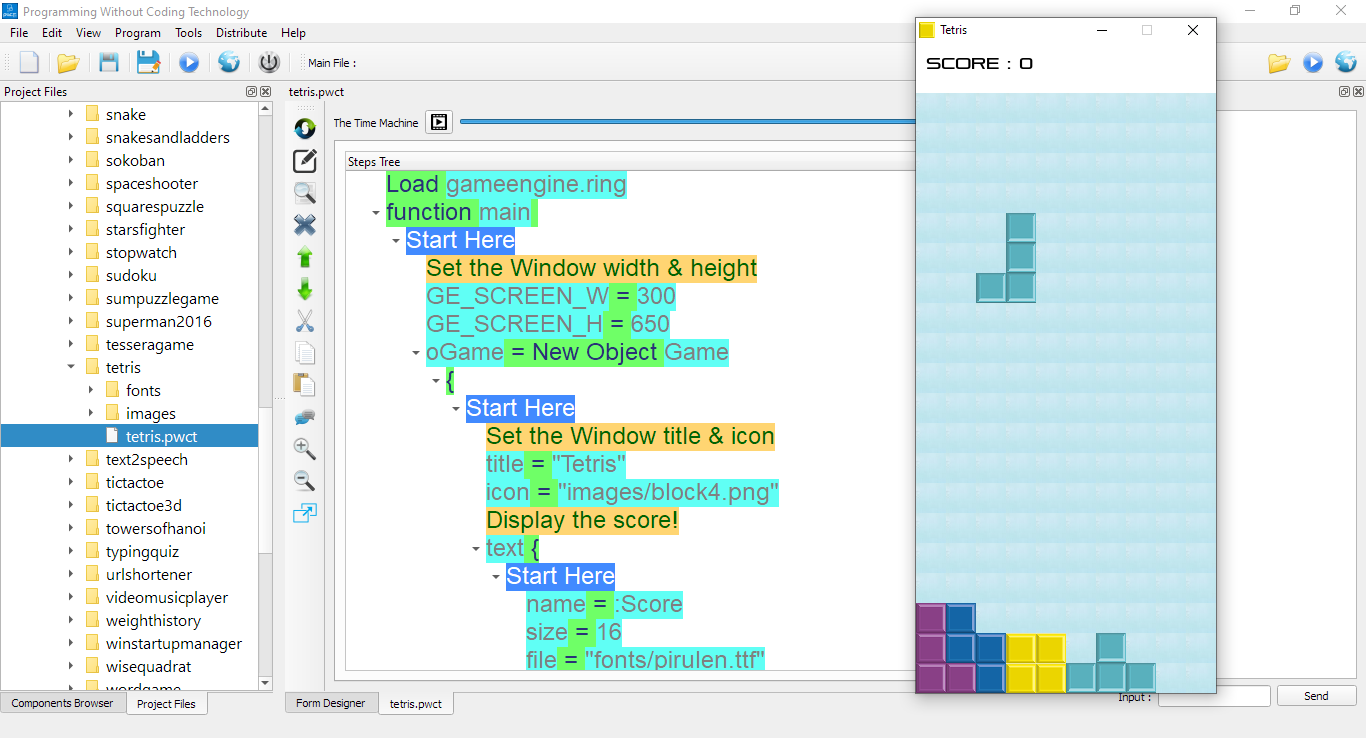 Programming Without Coding Technology
File Edit View Program Tools Distribute Help
Main File :
Project Files
snake
snakesandladders
sokoban
spaceshooter
squarespuzzle
starsfighter
stopwatch
sudoku
sumpuzzlegame
superman2016
tesseragame
tetris
fonts
images
tetris.pwct
text2speech
tictactoe
tictactoe3d
towersofhanoi
typingquiz
urlshortener
videomusicplayer
weighthistory
winstartupmanager
wisequadrat
wordgame
Components Browser Project Files
tetris.pwct
The Time Machine
Steps Tree
Load gameengine.ring
function main
Start Here
Set the Window width & height
GE_SCREEN_W = 300
GE_SCREEN_H = 650
oGame = New Object Game
{
Start Here
Set the Window title & icon
title = "Tetris"
icon = "images/block4.png"
Display the score!
text {
Start Here
name = :Score
size = 16
file = "fonts/pirulen.ttf"
Form Designer tetris.pwct
Tetris
SCORE : 0
Input :
Send